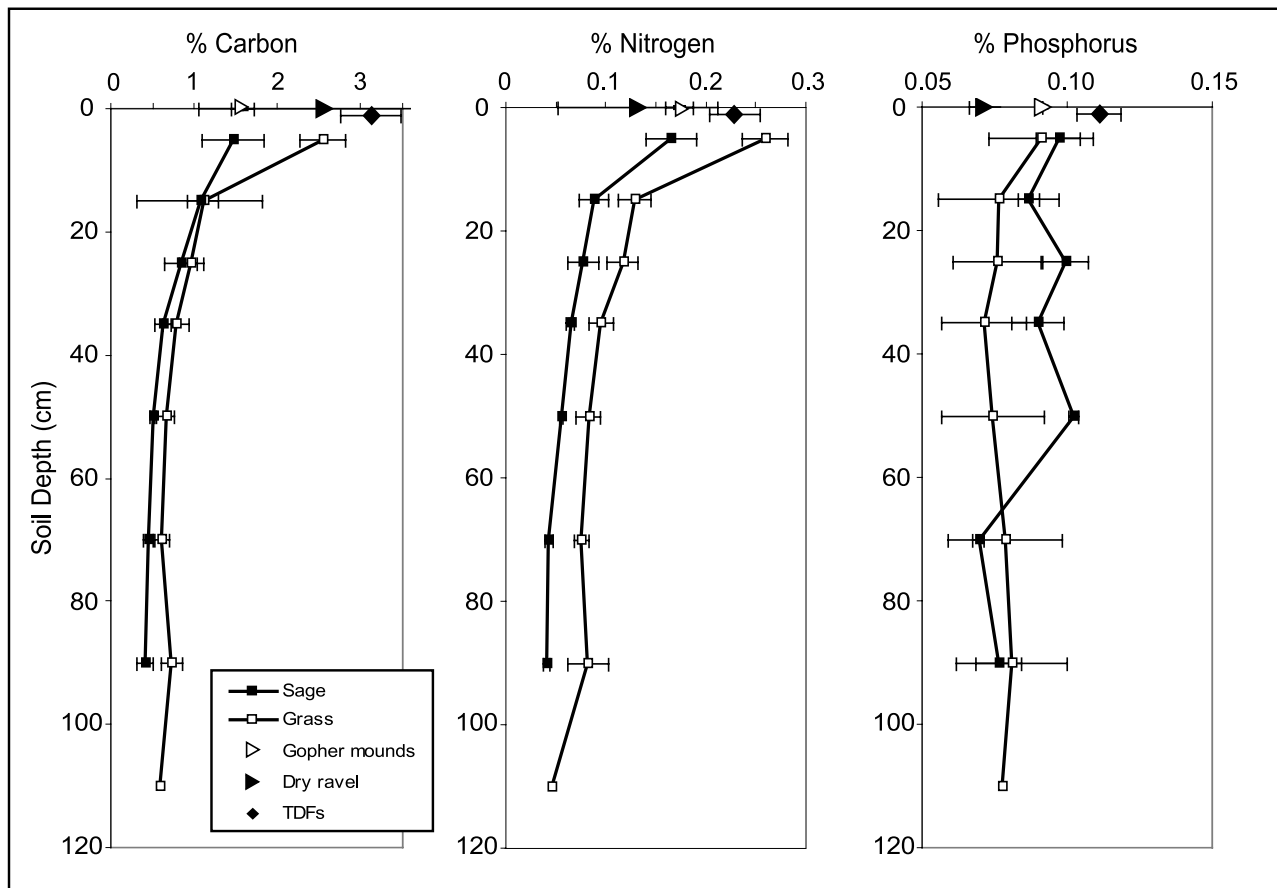 % Carbon
% Nitrogen
% Phosphorus
0 1 2 3
0 0.1 0.2 0.3
0.05 0.10 0.15
0 0
0
20 20 20
40 40 40
60 60 60
80 80 80
100 100 100
120 120 120
Soil Depth (cm)
Sage
Grass
Gopher mounds
Dry ravel
TDFs